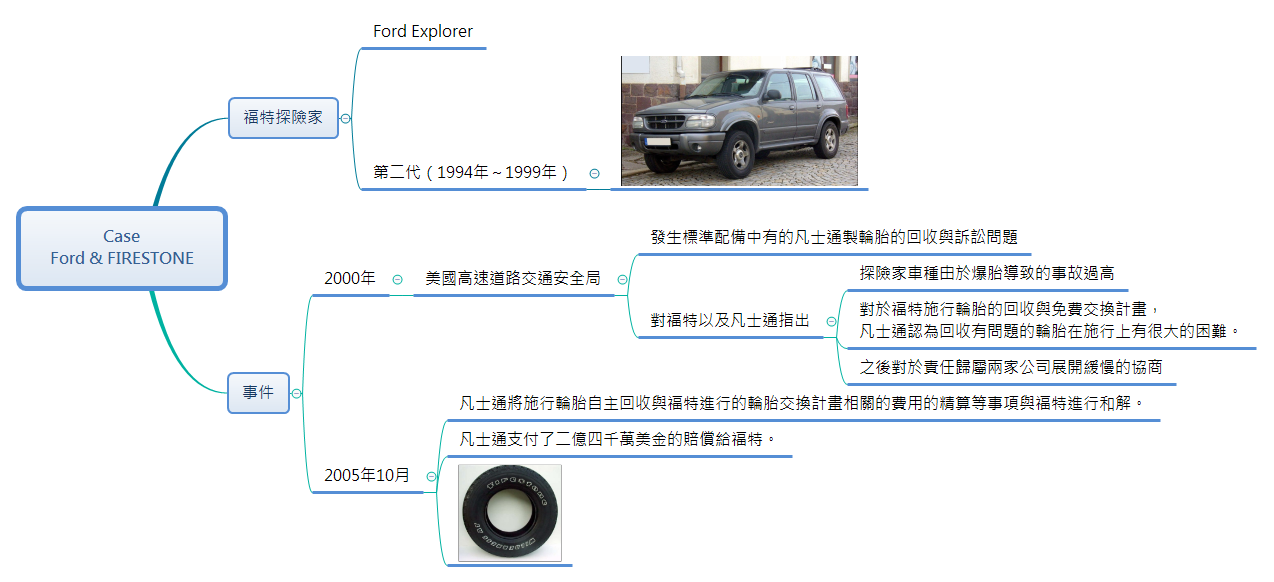 Ford Explorer
福特探險家
第二代（1994年～1999年）
Case
Ford & FIRESTONE
發生標準配備中有的凡士通製輪胎的回收與訴訟問題
2000年
美國高速道路交通安全局
探險家車種由於爆胎導致的事故過高
對福特以及凡士通指出
對於福特施行輪胎的回收與免費交換計畫，
凡士通認為回收有問題的輪胎在施行上有很大的困難。
之後對於責任歸屬兩家公司展開緩慢的協商
事件
凡士通將施行輪胎自主回收與福特進行的輪胎交換計畫相關的費用的精算等事項與福特進行和解。
凡士通支付了二億四千萬美金的賠償給福特。
2005年10月
Firestone
Wilderness AT